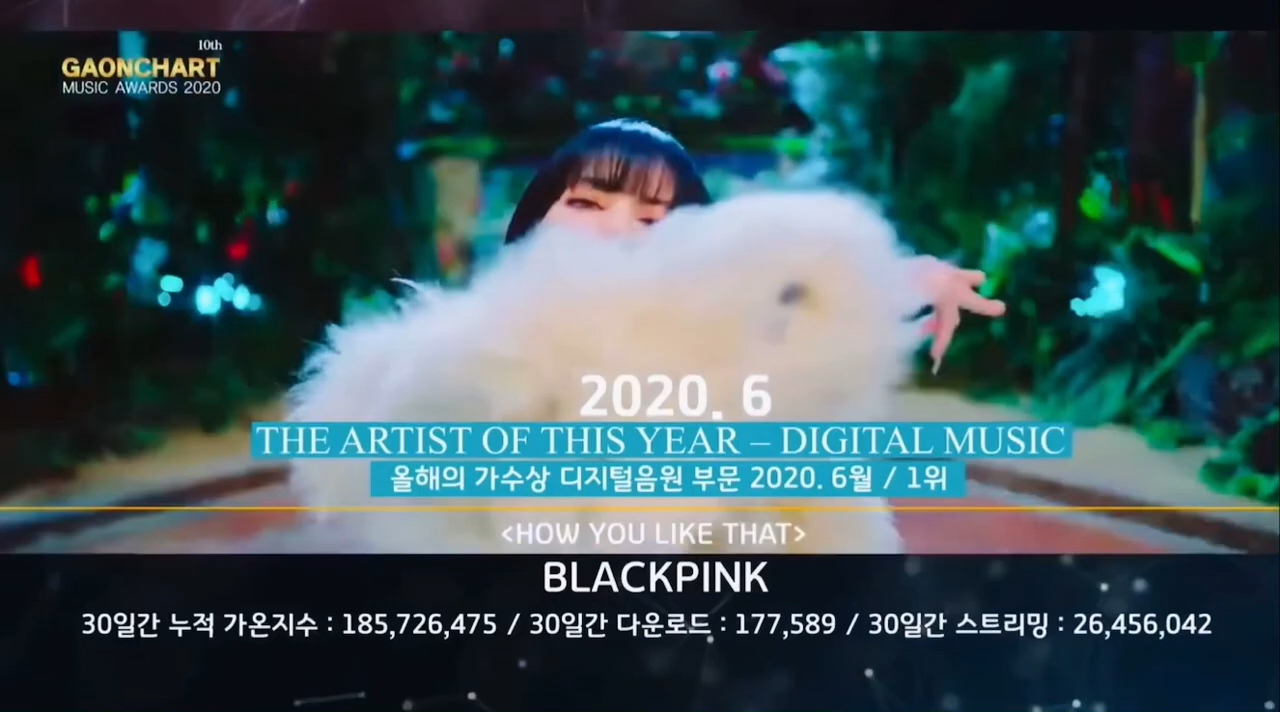 10th
GAONCHART
MUSIC AWARDS 2020
2020. 6
THE ARTIST OF THIS YEAR – DIGITAL MUSIC
올해의 가수상 디지털음원 부문 2020. 6월 / 1위
<HOW YOU LIKE THAT>
BLACKPINK
30일간 누적 가온지수 : 185,726,475 / 30일간 다운로드 : 177,589 / 30일간 스트리밍 : 26,456,042